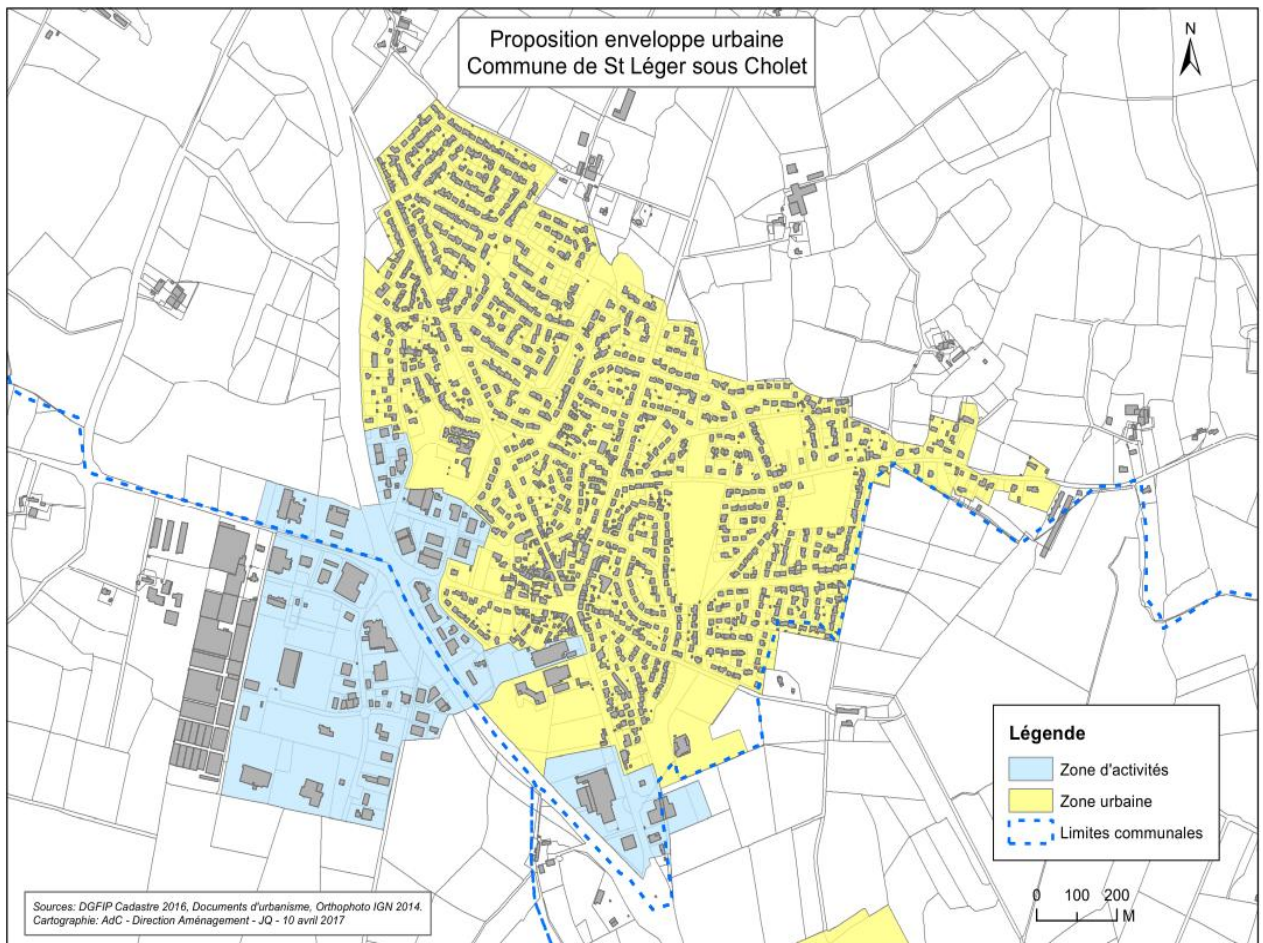 Proposition enveloppe urbaine
Commune de St Léger sous Cholet
N
Légende
Zone d'activités
Zone urbaine
Limites communales
0 100 200
M
Sources: DGFIP Cadastre 2016, Documents d'urbanisme, Orthophoto IGN 2014.
Cartographie: AdC - Direction Aménagement - JQ - 10 avril 2017